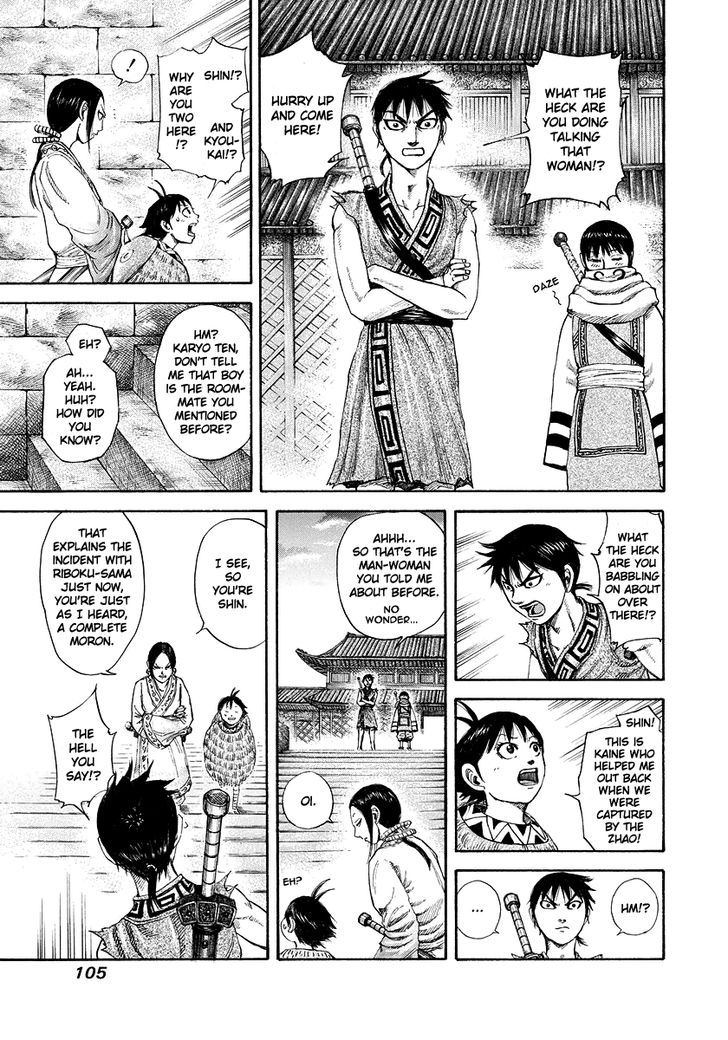 WHAT THE
HECK ARE
YOU DOING
TALKING
THAT
WOMAN!?
HURRY UP
AND COME
HERE!
DAZE
SHIN!?
AND
KYOU-
KAI!?
WHY
ARE
YOU
TWO
HERE
!?
!
HM?
KARYO TEN,
DON'T TELL
ME THAT BOY
IS THE ROOM-
MATE YOU
MENTIONED
BEFORE?
EH?
AH...
YEAH.
HUH?
HOW DID
YOU
KNOW?
WHAT
THE HECK
ARE YOU
BABBLING
ON ABOUT
OVER
THERE!?
SHIN!
THIS IS
KAINE WHO
HELPED ME
OUT BACK
WHEN WE
WERE
CAPTURED
BY THE
ZHAO!
HM!?
...
AHHH...
SO THAT'S THE
MAN-WOMAN
YOU TOLD ME
ABOUT BEFORE.
NO
WONDER...
OI.
EH?
I SEE,
SO
YOU'RE
SHIN.
THAT
EXPLAINS THE
INCIDENT WITH
RIBOKU-SAMA
JUST NOW,
YOU'RE JUST
AS I HEARD,
A COMPLETE
MORON.
THE
HELL
YOU
SAY!?
105